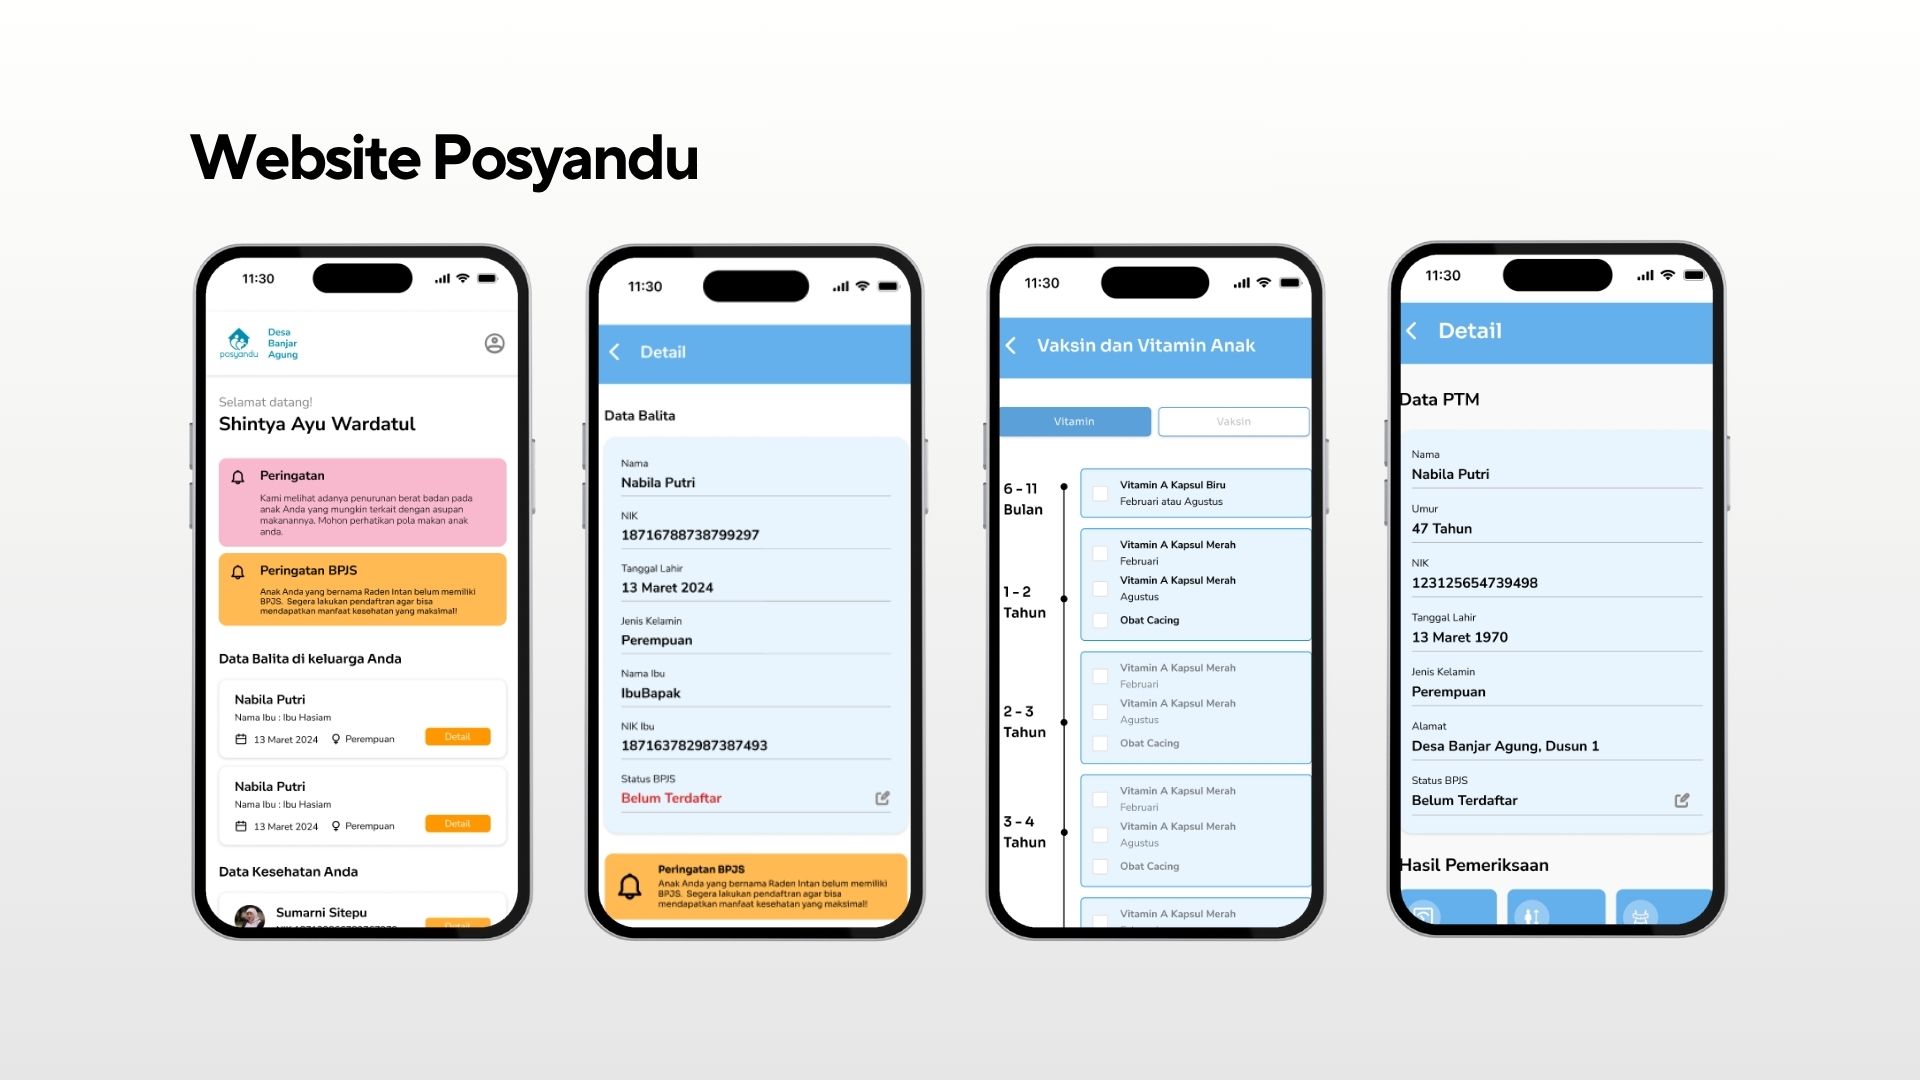 Website Posyandu
11:30
posyandu
Desa
Banjar
Agung
Selamat datang!
Shintya Ayu Wardatul
Peringatan
Kami melihat adanya penurunan berat badan pada
anak Anda yang mungkin terkait dengan asupan
makanannya. Mohon perhatikan pola makan anak
anda.
Peringatan BPJS
Anak Anda yang bernama Raden Intan belum memiliki
BPJS. Segera lakukan pendaftran agar bisa
mendapatkan manfaat kesehatan yang maksimal!
Data Balita di keluarga Anda
Nabila Putri
Nama Ibu : Ibu Hasiam
13 Maret 2024 Perempuan Detail
Nabila Putri
Nama Ibu : Ibu Hasiam
13 Maret 2024 Perempuan Detail
Data Kesehatan Anda
Sumarni Sitepu
Detail
11:30
Detail
Data Balita
Nama
Nabila Putri
NIK
18716788738799297
Tanggal Lahir
13 Maret 2024
Jenis Kelamin
Perempuan
Nama Ibu
IbuBapak
NIK Ibu
187163782987387493
Status BPJS
Belum Terdaftar
Peringatan BPJS
Anak Anda yang bernama Raden Intan belum memiliki
BPJS. Segera lakukan pendaftran agar bisa
mendapatkan manfaat kesehatan yang maksimal!
11:30
Vaksin dan Vitamin Anak
Vitamin Vaksin
6 - 11
Bulan
Vitamin A Kapsul Biru
Februari atau Agustus
1 - 2
Tahun
Vitamin A Kapsul Merah
Februari
Vitamin A Kapsul Merah
Agustus
Obat Cacing
2 - 3
Tahun
Vitamin A Kapsul Merah
Februari
Vitamin A Kapsul Merah
Agustus
Obat Cacing
3 - 4
Tahun
Vitamin A Kapsul Merah
Februari
Vitamin A Kapsul Merah
Agustus
Obat Cacing
Vitamin A Kapsul Merah
11:30
Detail
Data PTM
Nama
Nabila Putri
Umur
47 Tahun
NIK
123125654739498
Tanggal Lahir
13 Maret 1970
Jenis Kelamin
Perempuan
Alamat
Desa Banjar Agung, Dusun 1
Status BPJS
Belum Terdaftar
Hasil Pemeriksaan